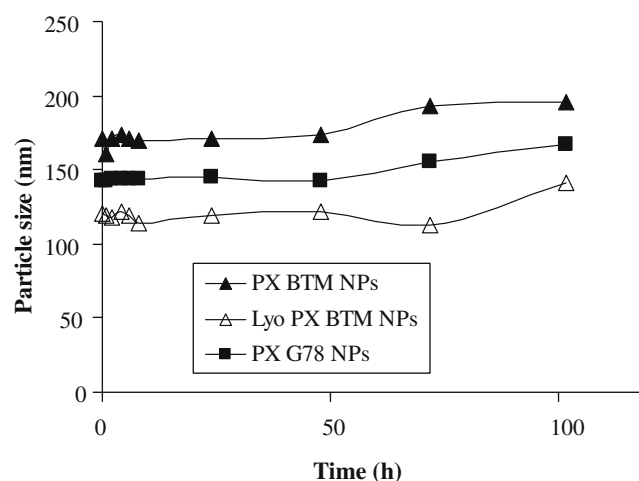 250
200
150
100
50
0
Particle size (nm)
PX BTM NPs
Lyo PX BTM NPs
PX G78 NPs
0 50 100
Time (h)